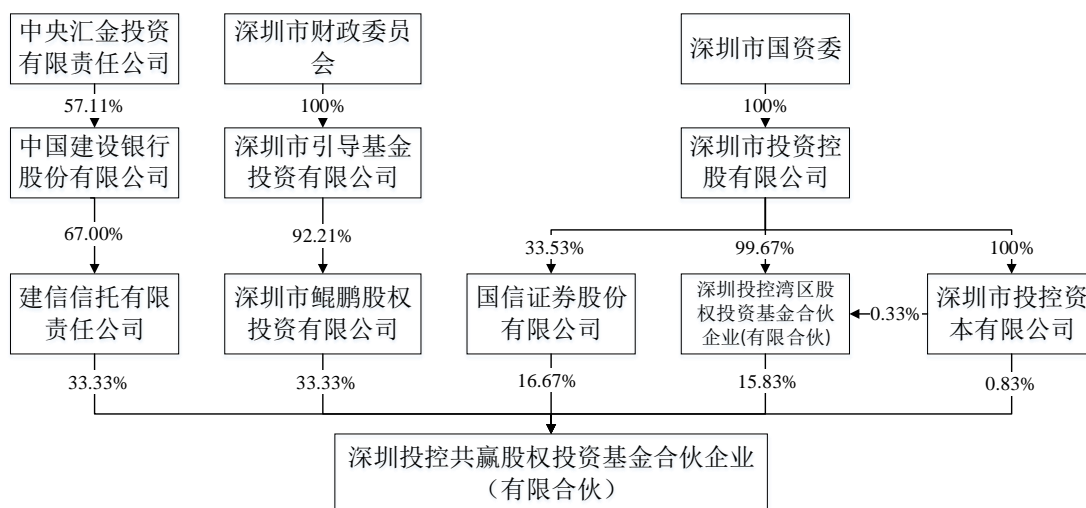 中央汇金投资
有限责任公司
深圳市财政委员
会
深圳市国资委
57.11%
100%
100%
中国建设银行
股份有限公司
深圳市引导基金
投资有限公司
深圳市投资控
股有限公司
67.00%
92.21%
33.53%
99.67%
100%
建信信托有限
责任公司
深圳市鲲鹏股权
投资有限公司
国信证券股份
有限公司
深圳投控湾区股
权投资基金合伙
企业(有限合伙)
0.33%
深圳市投控资
本有限公司
33.33%
33.33%
16.67%
15.83%
0.83%
深圳投控共赢股权投资基金合伙企业
（有限合伙）